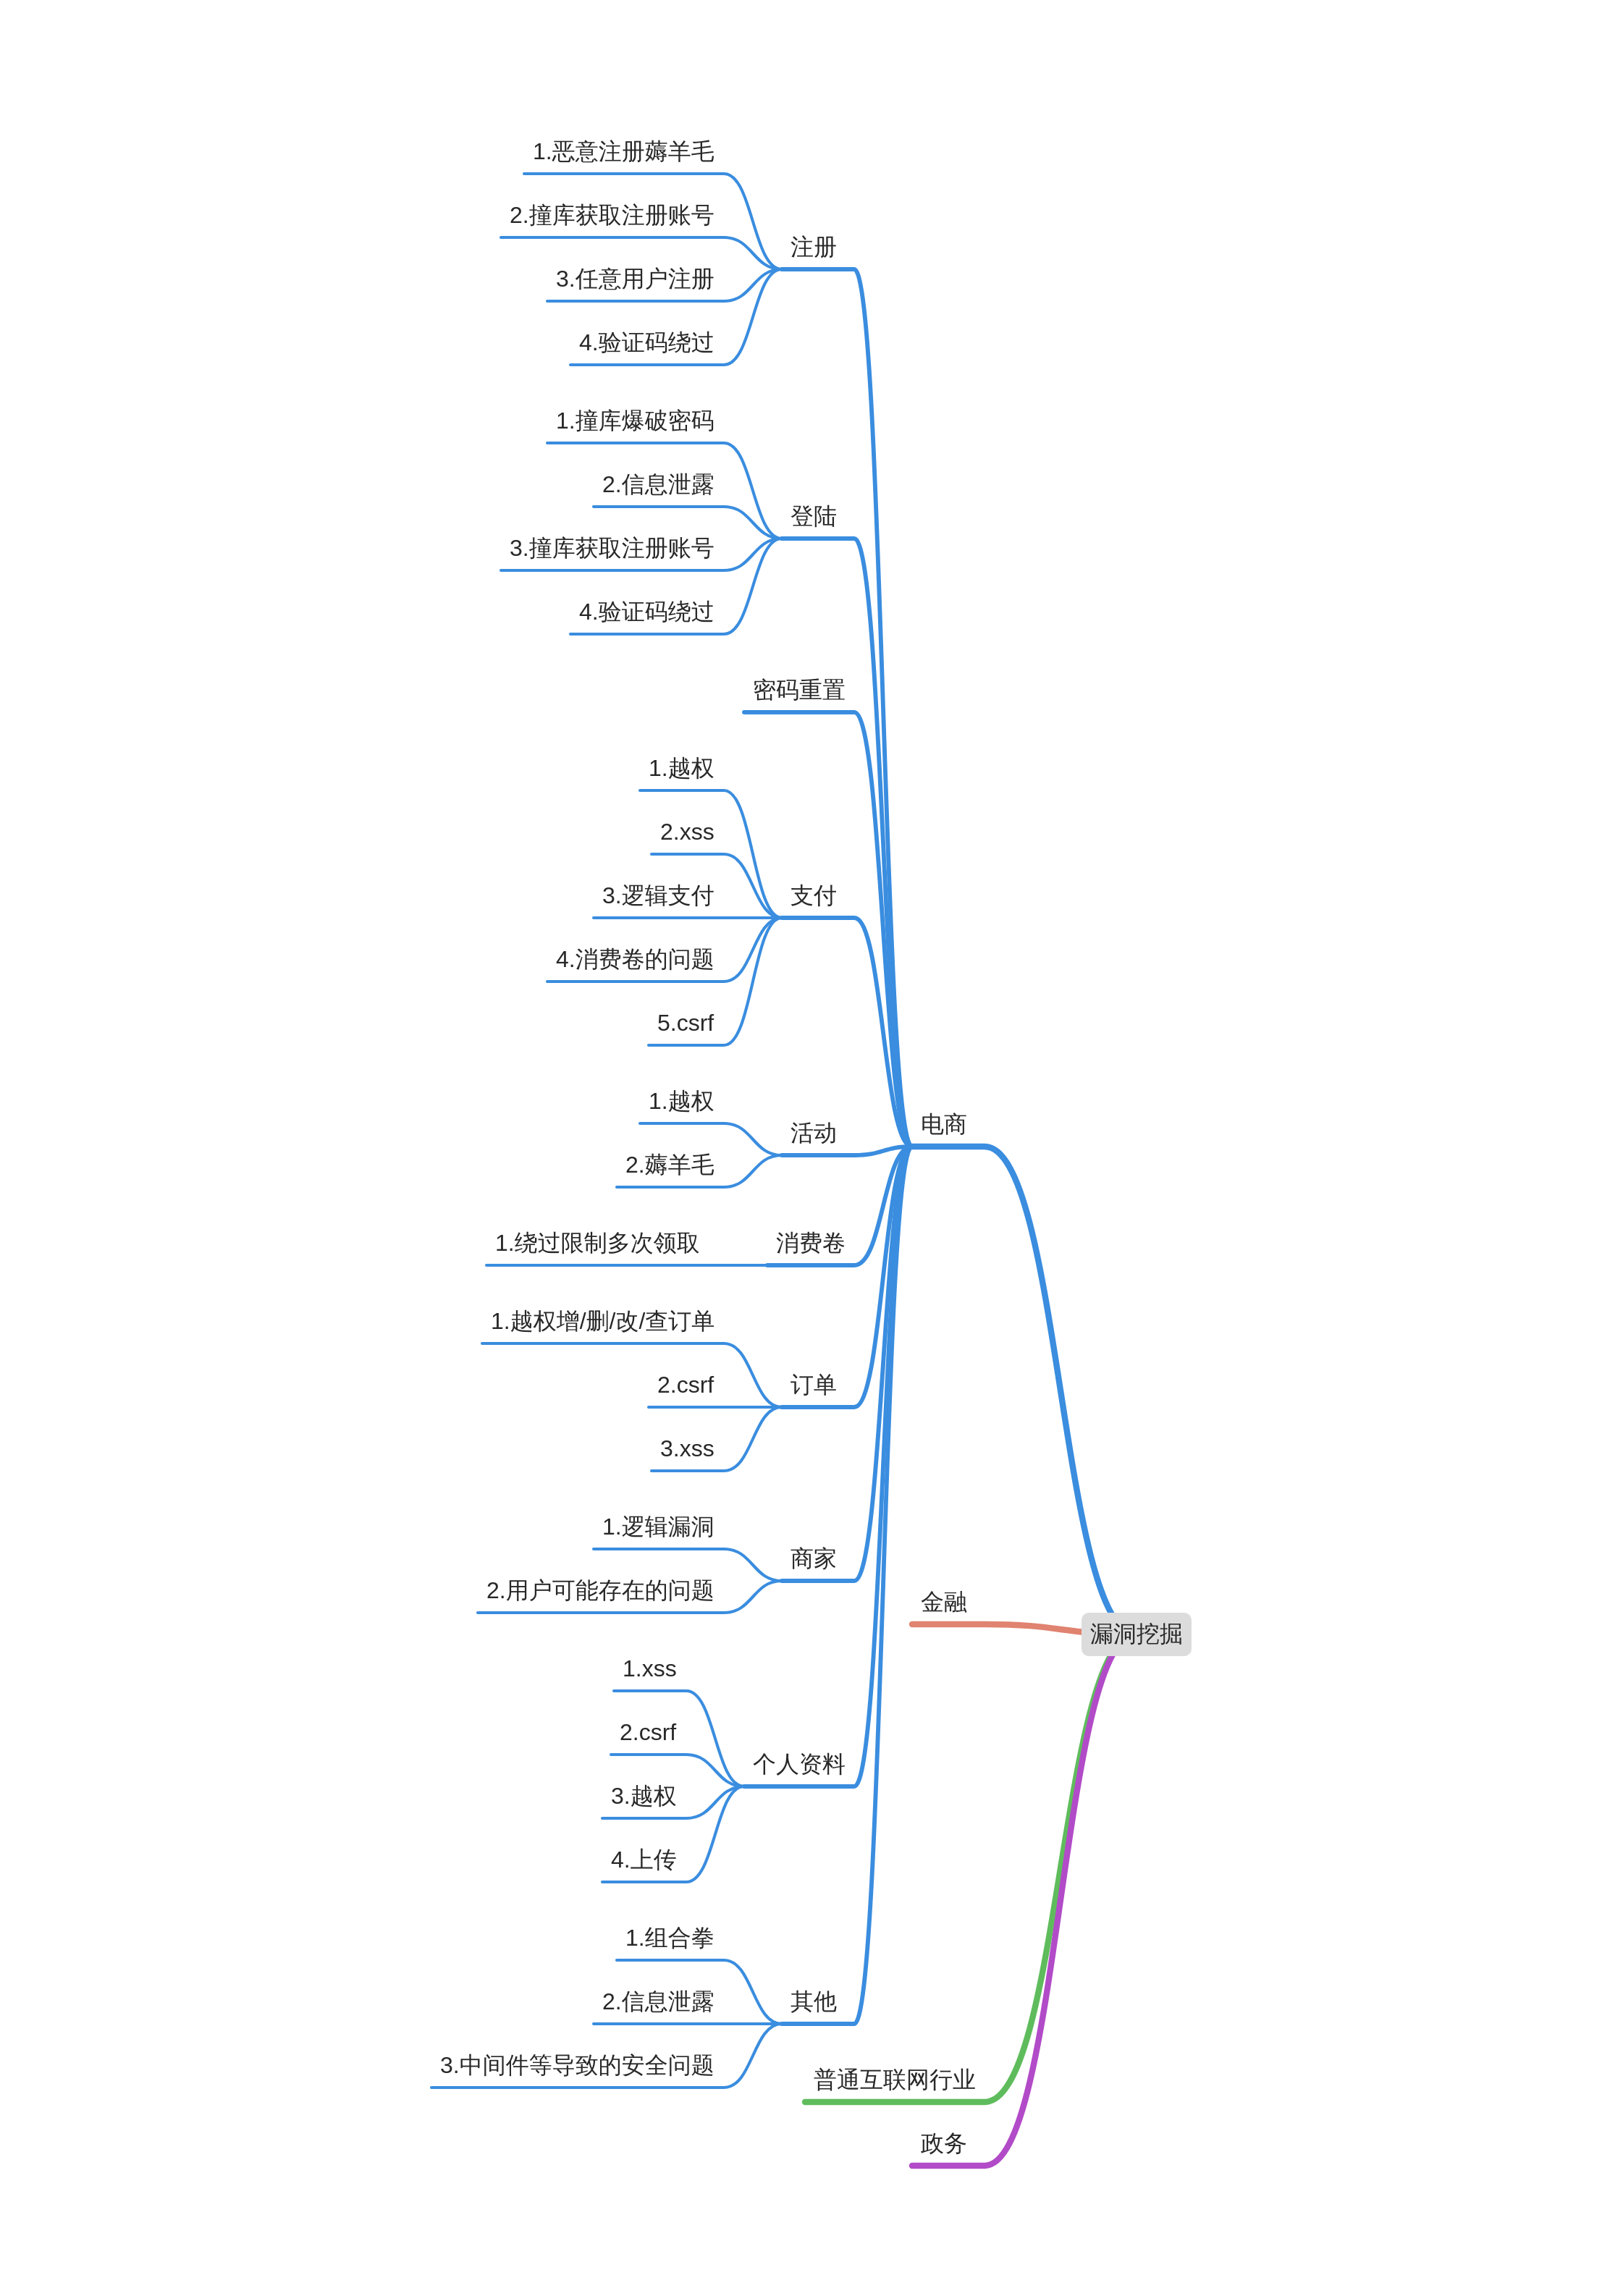 1.恶意注册薅羊毛
2.撞库获取注册账号
注册
3.任意用户注册
4.验证码绕过
1.撞库爆破密码
2.信息泄露
登陆
3.撞库获取注册账号
4.验证码绕过
密码重置
1.越权
2.xss
3.逻辑支付
支付
4.消费卷的问题
5.csrf
1.越权
活动
电商
2.薅羊毛
1.绕过限制多次领取
消费卷
1.越权增/删/改/查订单
2.csrf
订单
3.xss
1.逻辑漏洞
商家
2.用户可能存在的问题
金融
漏洞挖掘
1.xss
2.csrf
个人资料
3.越权
4.上传
1.组合拳
2.信息泄露
其他
3.中间件等导致的安全问题
普通互联网行业
政务